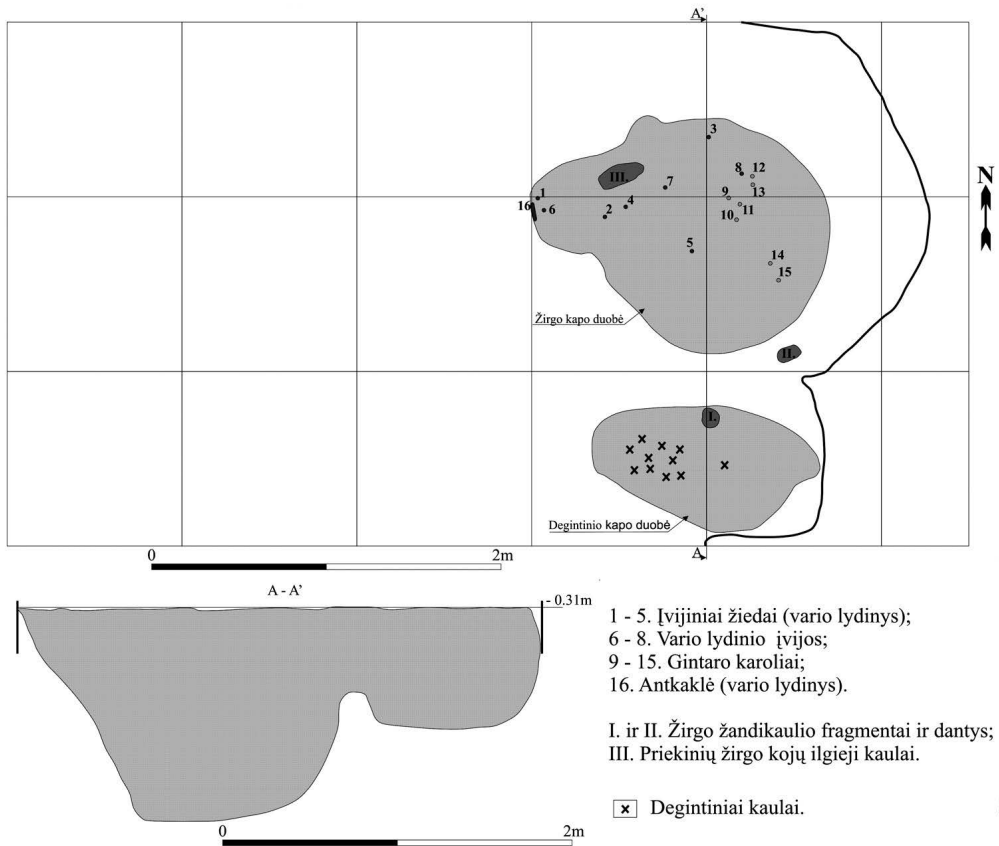 A'
3
8
12
13
III.
7
1
9
16
6
2
4
11
10
N
5
14
15
Žirgo kapo duobė
II.
I.
Degintinio kapo duobė
A
0 2m
A - A'
- 0.31m
0 2m
1 - 5. Įvijiniai žiedai (vario lydinys);
6 - 8. Vario lydinio įvijos;
9 - 15. Gintaro karoliai;
16. Antkaklė (vario lydinys).
I. ir II. Žirgo žandikaulio fragmentai ir dantys;
III. Priekinių žirgo kojų ilgieji kaulai.
x Degintiniai kaulai.